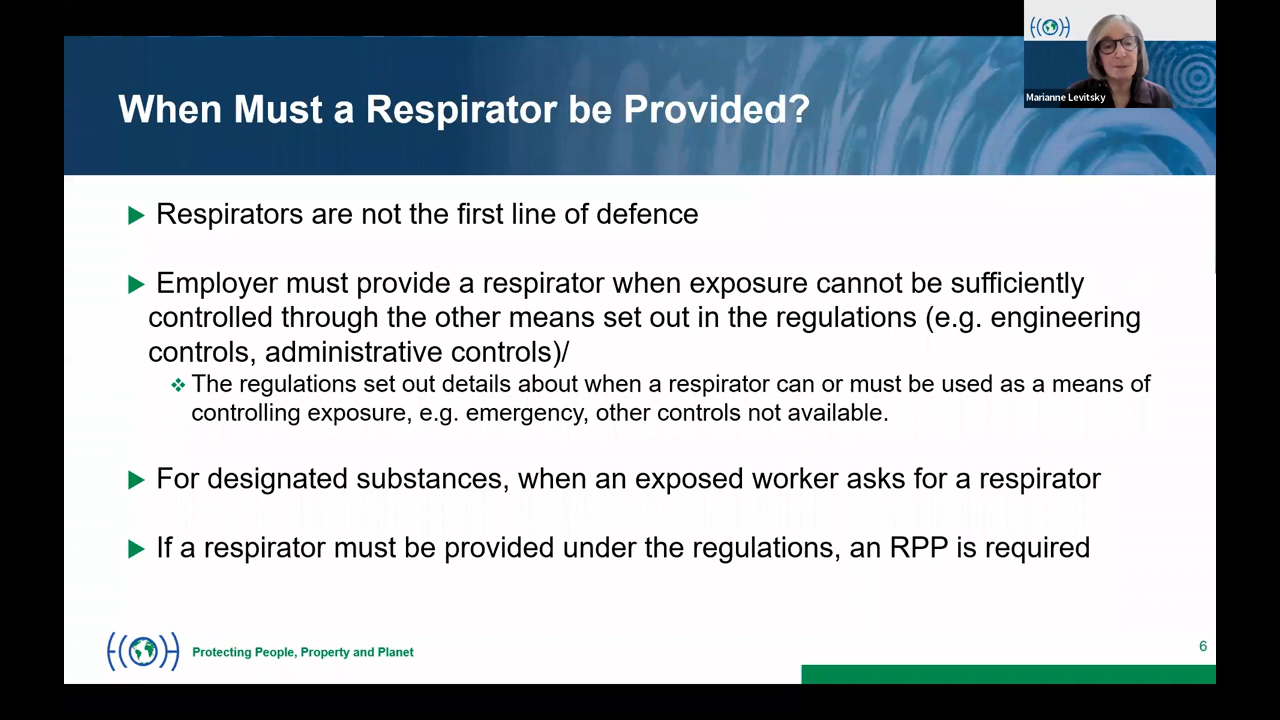 Marianne Levitsky
When Must a Respirator be Provided?
Respirators are not the first line of defence
Employer must provide a respirator when exposure cannot be sufficiently
controlled through the other means set out in the regulations (e.g. engineering
controls, administrative controls)/
The regulations set out details about when a respirator can or must be used as a means of
controlling exposure, e.g. emergency, other controls not available.
For designated substances, when an exposed worker asks for a respirator
If a respirator must be provided under the regulations, an RPP is required
Protecting People, Property and Planet
6